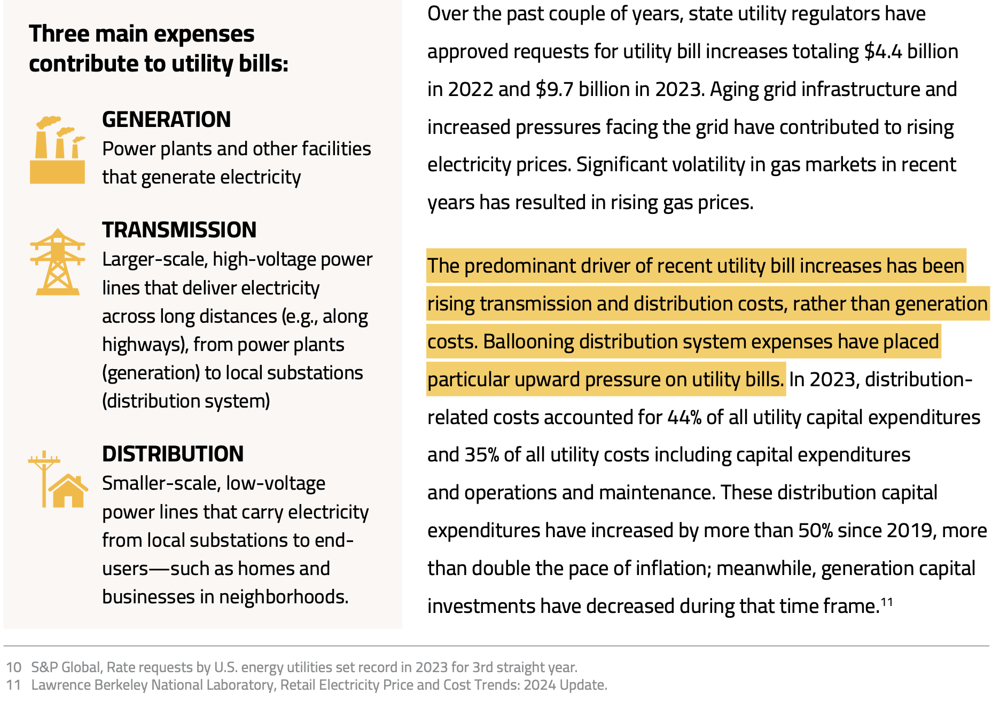 Three main expenses
contribute to utility bills:
GENERATION
Power plants and other facilities
that generate electricity
TRANSMISSION
Larger-scale, high-voltage power
lines that deliver electricity
across long distances (e.g., along
highways), from power plants
(generation) to local substations
(distribution system)
DISTRIBUTION
Smaller-scale, low-voltage
power lines that carry electricity
from local substations to end-
users—such as homes and
businesses in neighborhoods.
Over the past couple of years, state utility regulators have
approved requests for utility bill increases totaling $4.4 billion
in 2022 and $9.7 billion in 2023. Aging grid infrastructure and
increased pressures facing the grid have contributed to rising
electricity prices. Significant volatility in gas markets in recent
years has resulted in rising gas prices.
The predominant driver of recent utility bill increases has been
rising transmission and distribution costs, rather than generation
costs. Ballooning distribution system expenses have placed
particular upward pressure on utility bills. In 2023, distribution-
related costs accounted for 44% of all utility capital expenditures
and 35% of all utility costs including capital expenditures
and operations and maintenance. These distribution capital
expenditures have increased by more than 50% since 2019, more
than double the pace of inflation; meanwhile, generation capital
investments have decreased during that time frame.11
10 S&P Global, Rate requests by U.S. energy utilities set record in 2023 for 3rd straight year.
11 Lawrence Berkeley National Laboratory, Retail Electricity Price and Cost Trends: 2024 Update.